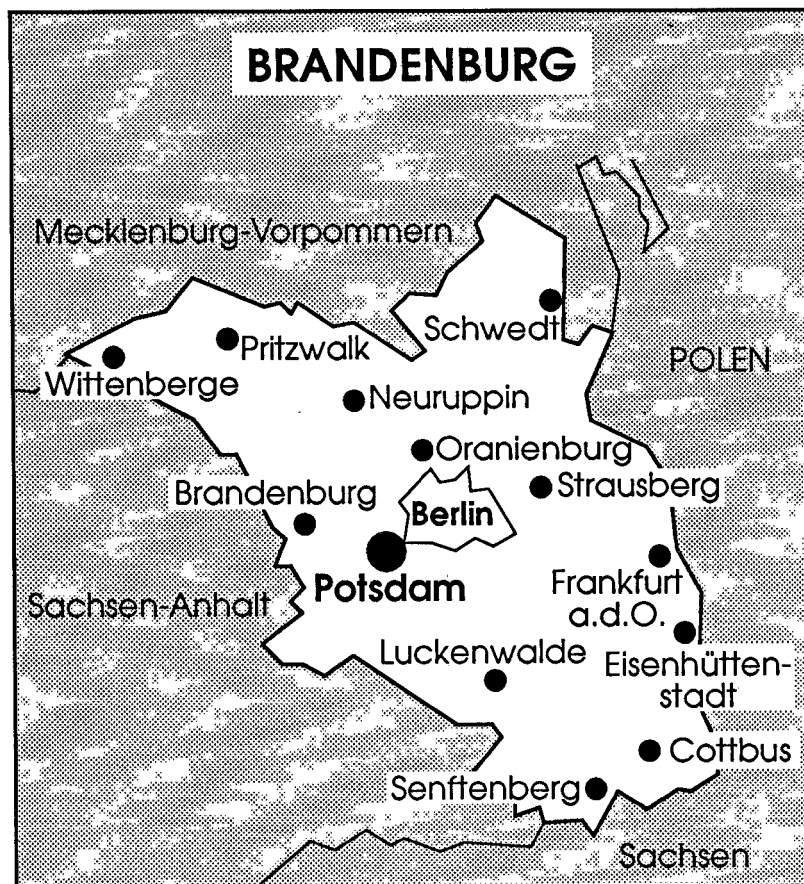 BRANDENBURG
Mecklenburg-Vorpommern
Schwedt
Pritzwalk
POLEN
Wittenberge
Neuruppin
Oranienburg
Brandenburg
Strausberg
Berlin
Potsdam
Frankfurt
a.d.O.
Sachsen-Anhalt
Luckenwalde
Eisenhütten-
stadt
Cottbus
Senftenberg
Sachsen